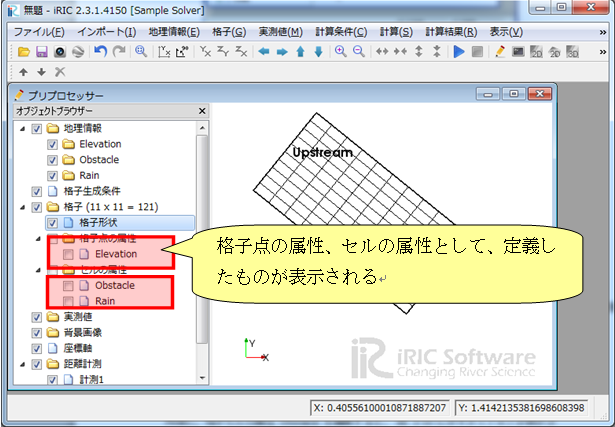 無題 - iRIC 2.3.1.4150 [Sample Solver]
ファイル(F) インポート(I) 地理情報(E) 格子(G) 実測値(M) 計算条件(C) 計算(S) 計算結果(R) 表示(V) »
プリプロセッサー
オブジェクトブラウザー
地理情報
Elevation
Obstacle
Rain
格子生成条件
格子 (11 x 11 = 121)
格子形状
格子点の属性
Elevation
セルの属性
Obstacle
Rain
実測値
背景画像
座標軸
距離計測
計測1
Upstream
格子点の属性、セルの属性として、定義し
たものが表示される
Y
X
iRIC Software
Changing River Science
X: 0.40556100010871887207 Y: 1.4142135381698608398